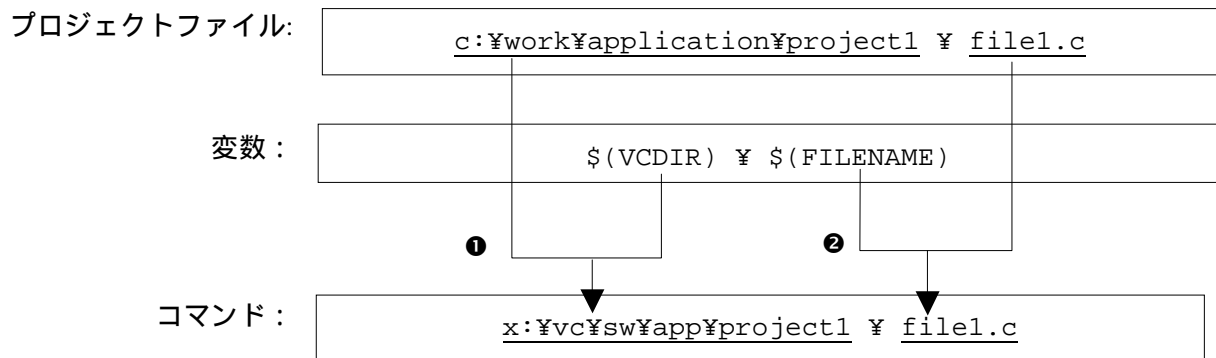 プロジェクトファイル: c:¥work¥application¥project1 ¥ file1.c
変数： $(VCDIR) ¥ $(FILENAME)
❶ ❷
コマンド： x:¥vc¥sw¥app¥project1 ¥ file1.c